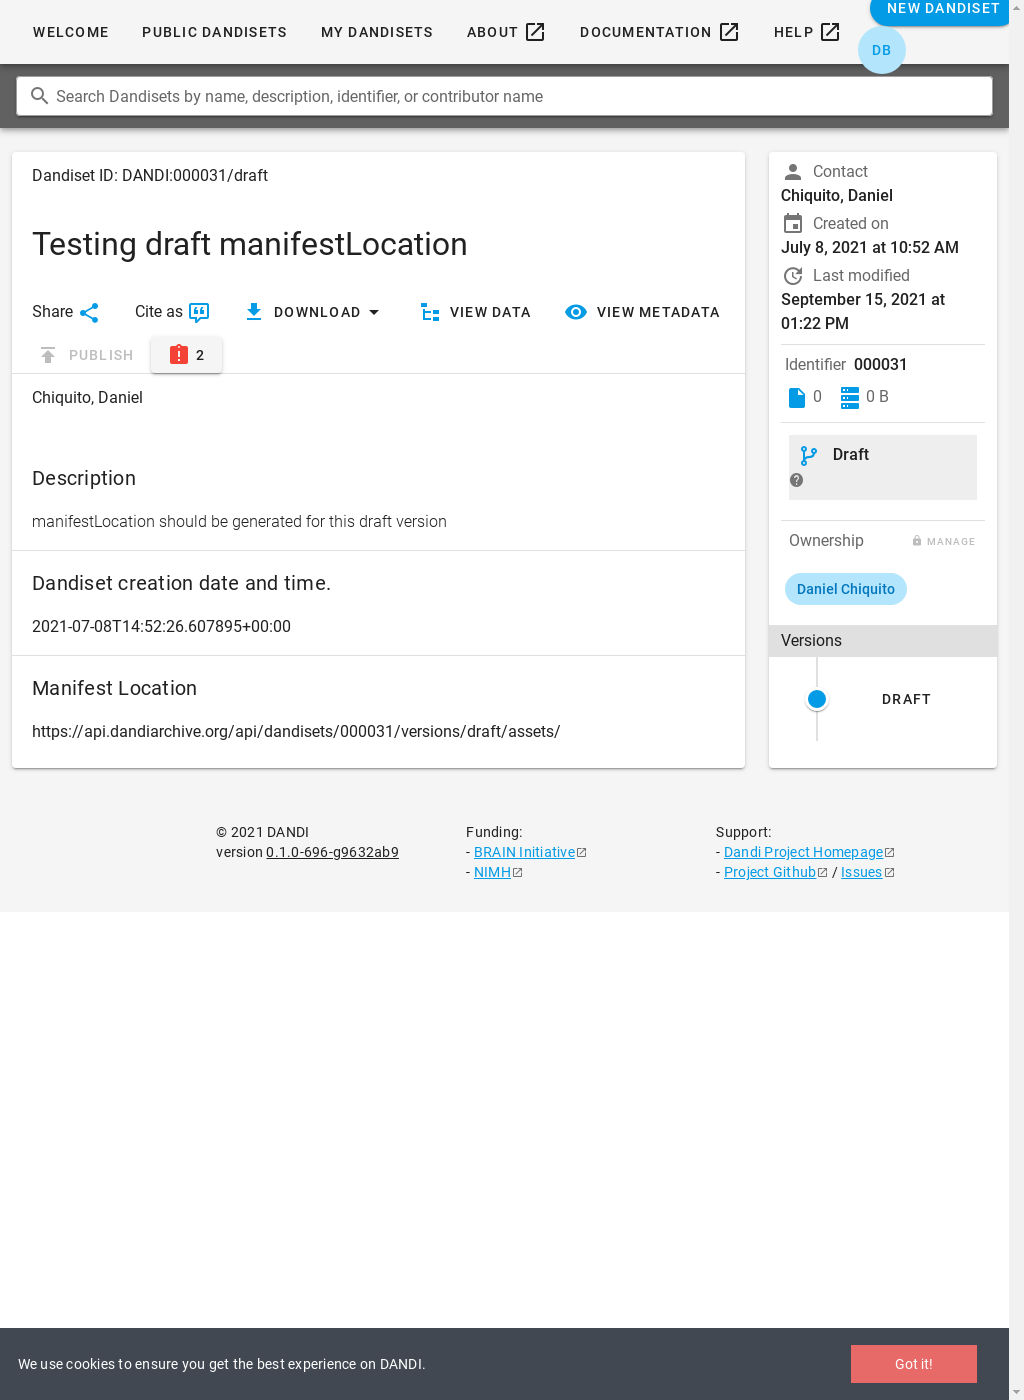 WELCOME
PUBLIC DANDISETS
MY DANDISETS
ABOUT
DOCUMENTATION
HELP
NEW DANDISET
DB
Search Dandisets by name, description, identifier, or contributor name
Dandiset ID: DANDI:000031/draft
Testing draft manifestLocation
Share
Cite as
DOWNLOAD
VIEW DATA
VIEW METADATA
PUBLISH
2
Chiquito, Daniel
Description
manifestLocation should be generated for this draft version
Dandiset creation date and time.
2021-07-08T14:52:26.607895+00:00
Manifest Location
https://api.dandiarchive.org/api/dandisets/000031/versions/draft/assets/
Contact
Chiquito, Daniel
Created on
July 8, 2021 at 10:52 AM
Last modified
September 15, 2021 at
01:22 PM
Identifier 000031
0 0 B
Draft
Ownership
MANAGE
Daniel Chiquito
Versions
DRAFT
© 2021 DANDI
version 0.1.0-696-g9632ab9
Funding:
- BRAIN Initiative
- NIMH
Support:
- Dandi Project Homepage
- Project Github / Issues
We use cookies to ensure you get the best experience on DANDI.
Got it!